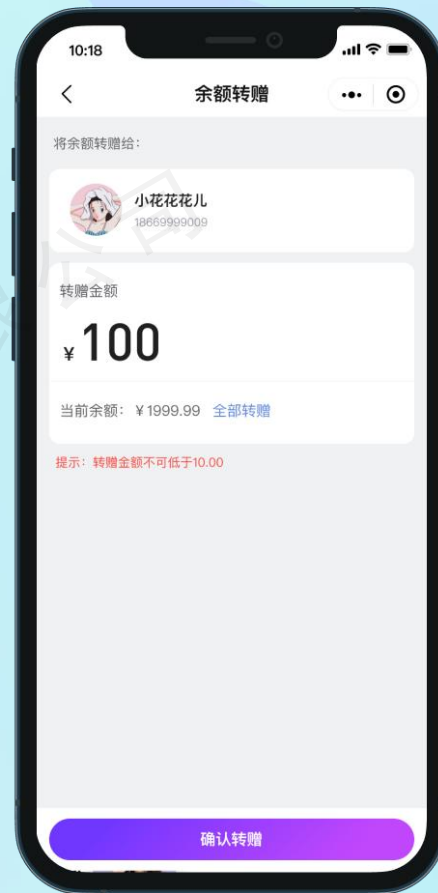 10:18
余额转赠
将余额转赠给：
小花花花儿
18669999009
转赠金额
¥100
当前余额：¥1999.99 全部转赠
提示：转赠金额不可低于10.00
确认转赠
公司